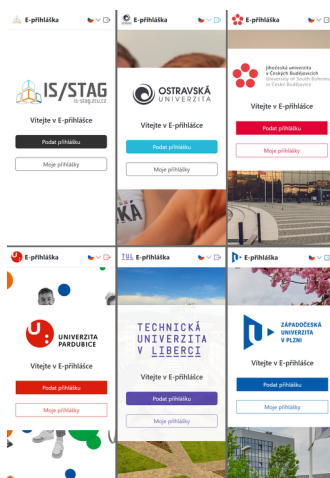 E-přihláška
IS/STAG
is-stag.zcu.cz
Vítejte v E-přihlášce
Podat přihlášku
Moje přihlášky
E-přihláška
OSTRAVSKÁ
UNIVERZITA
Vítejte v E-přihlášce
Podat přihlášku
Moje přihlášky
KÁ
E-přihláška
Jihočeská univerzita
v Českých Budějovicích
University of South Bohemia
in České Budějovice
Vítejte v E-přihlášce
Podat přihlášku
Moje přihlášky
E-přihláška
UNIVERZITA
PARDUBICE
Vítejte v E-přihlášce
Podat přihlášku
Moje přihlášky
TUL E-přihláška
TECHNICKÁ
UNIVERZITA
V LIBERCI
Vítejte v E-přihlášce
Podat přihlášku
Moje přihlášky
E-přihláška
ZÁPADOČESKÁ
UNIVERZITA
V PLZNI
Vítejte v E-přihlášce
Podat přihlášku
Moje přihlášky